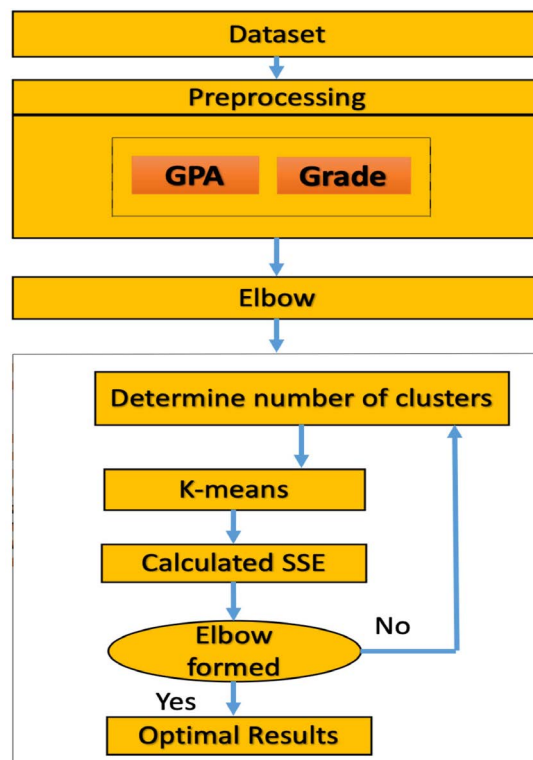 Dataset
Preprocessing
GPA
Grade
Elbow
Determine number of clusters
K-means
Calculated SSE
Elbow
formed
No
Yes
Optimal Results